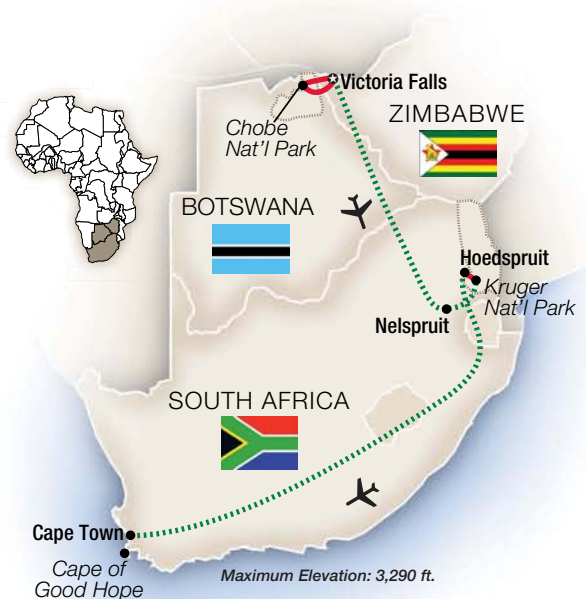 Victoria Falls
ZIMBABWE
Chobe
Nat'l Park
BOTSWANA
Hoedspruit
Kruger
Nat'l Park
Nelspruit
SOUTH AFRICA
Cape Town
Cape of
Good Hope
Maximum Elevation: 3,290 ft.